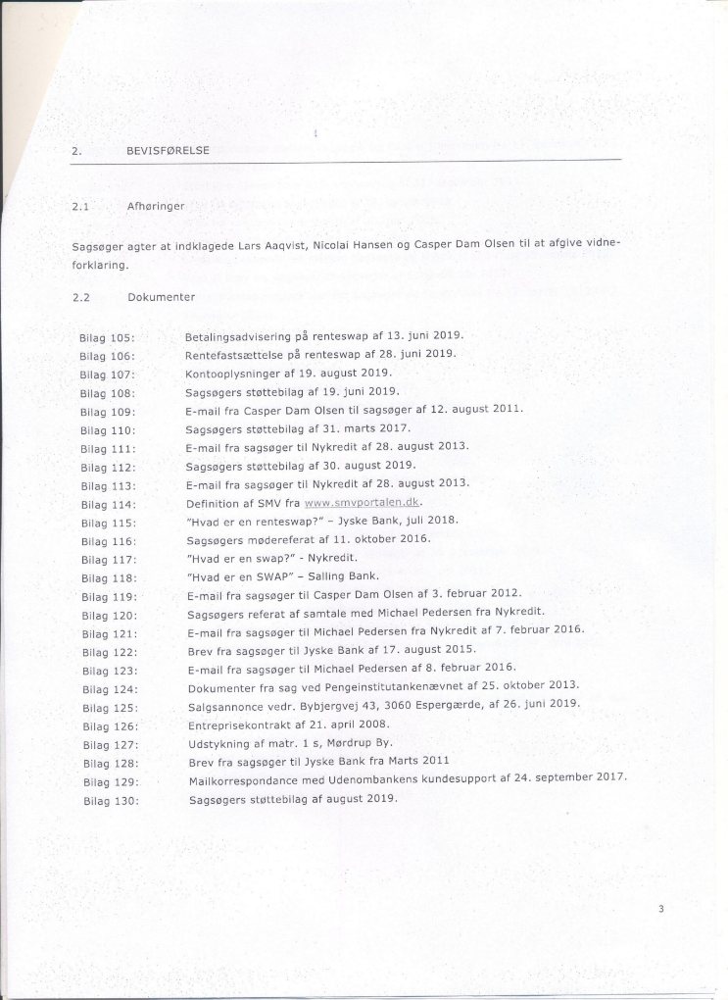 2. BEVISFØRELSE
2.1 Afhøringer
Sagsøger agter at indklagede Lars Aaqvist, Nicolai Hansen og Casper Dam Olsen til at afgive vidne-
forklaring.
2.2 Dokumenter
Bilag 105: Betalingsadvisering på renteswap af 13. juni 2019.
Bilag 106: Rentefastsættelse på renteswap af 28. juni 2019.
Bilag 107: Kontooplysninger af 19. august 2019.
Bilag 108: Sagsøgers støttebilag af 19. juni 2019.
Bilag 109: E-mail fra Casper Dam Olsen til sagsøger af 12. august 2011.
Bilag 110: Sagsøgers støttebilag af 31. marts 2017.
Bilag 111: E-mail fra sagsøger til Nykredit af 28. august 2013.
Bilag 112: Sagsøgers støttebilag af 30. august 2019.
Bilag 113: E-mail fra sagsøger til Nykredit af 28. august 2013.
Bilag 114: Definition af SMV fra www.smvportalen.dk.
Bilag 115: "Hvad er en renteswap?" – Jyske Bank, juli 2018.
Bilag 116: Sagsøgers mødereferat af 11. oktober 2016.
Bilag 117: "Hvad er en swap?" - Nykredit.
Bilag 118: "Hvad er en SWAP" – Salling Bank.
Bilag 119: E-mail fra sagsøger til Casper Dam Olsen af 3. februar 2012.
Bilag 120: Sagsøgers referat af samtale med Michael Pedersen fra Nykredit.
Bilag 121: E-mail fra sagsøger til Michael Pedersen fra Nykredit af 7. februar 2016.
Bilag 122: Brev fra sagsøger til Jyske Bank af 17. august 2015.
Bilag 123: E-mail fra sagsøger til Michael Pedersen af 8. februar 2016.
Bilag 124: Dokumenter fra sag ved Pengeinstitutankenævnet af 25. oktober 2013.
Bilag 125: Salgsannonce vedr. Bybjergvej 43, 3060 Espergærde, af 26. juni 2019.
Bilag 126: Entreprisekontrakt af 21. april 2008.
Bilag 127: Udstykning af matr. 1 s, Mørdrup By.
Bilag 128: Brev fra sagsøger til Jyske Bank fra Marts 2011
Bilag 129: Mailkorrespondance med Udenombankens kundesupport af 24. september 2017.
Bilag 130: Sagsøgers støttebilag af august 2019.
3